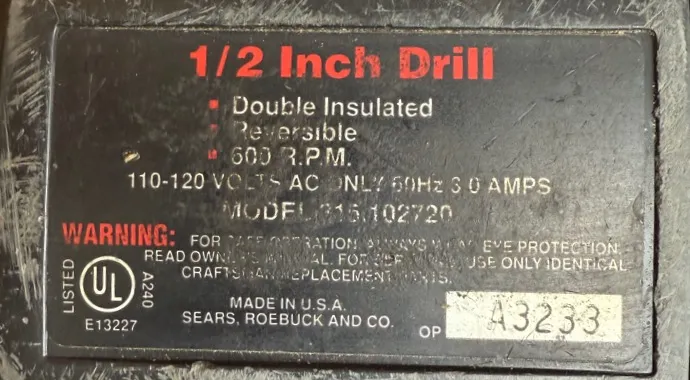 1/2 Inch Drill
Double Insulated
Reversible
600 R.P.M.
110-120 VOLTS AC ONLY 60Hz 3.0 AMPS
MODEL 315.102720
WARNING: FOR SAFE OPERATION, ALWAYS WEAR EYE PROTECTION.
READ OWNER'S MANUAL. FOR SERVICING USE ONLY IDENTICAL
CRAFTSMAN REPLACEMENT PARTS.
LISTED
UL
A240
E13227
MADE IN U.S.A.
SEARS, ROEBUCK AND CO.
OP A3233